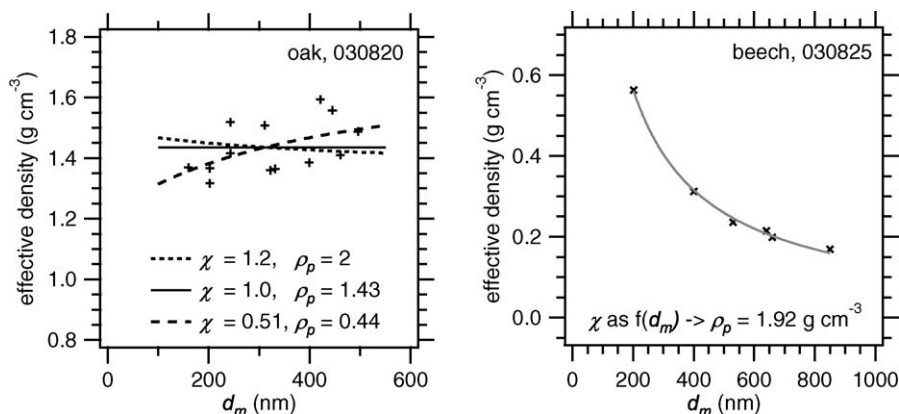 oak, 030820
effective density (g cm⁻³)
1.8
1.6
1.4
1.2
1.0
0.8
χ = 1.2, ρp = 2
χ = 1.0 ρp = 1.43
χ = 0.51, ρp = 0.44
0 200 400 600
dm (nm)
beech, 030825
effective density (g cm⁻³)
0.6
0.4
0.2
0.0
χ as f(dm) -> ρp = 1.92 g cm⁻³
0 200 400 600 800 1000
dm (nm)